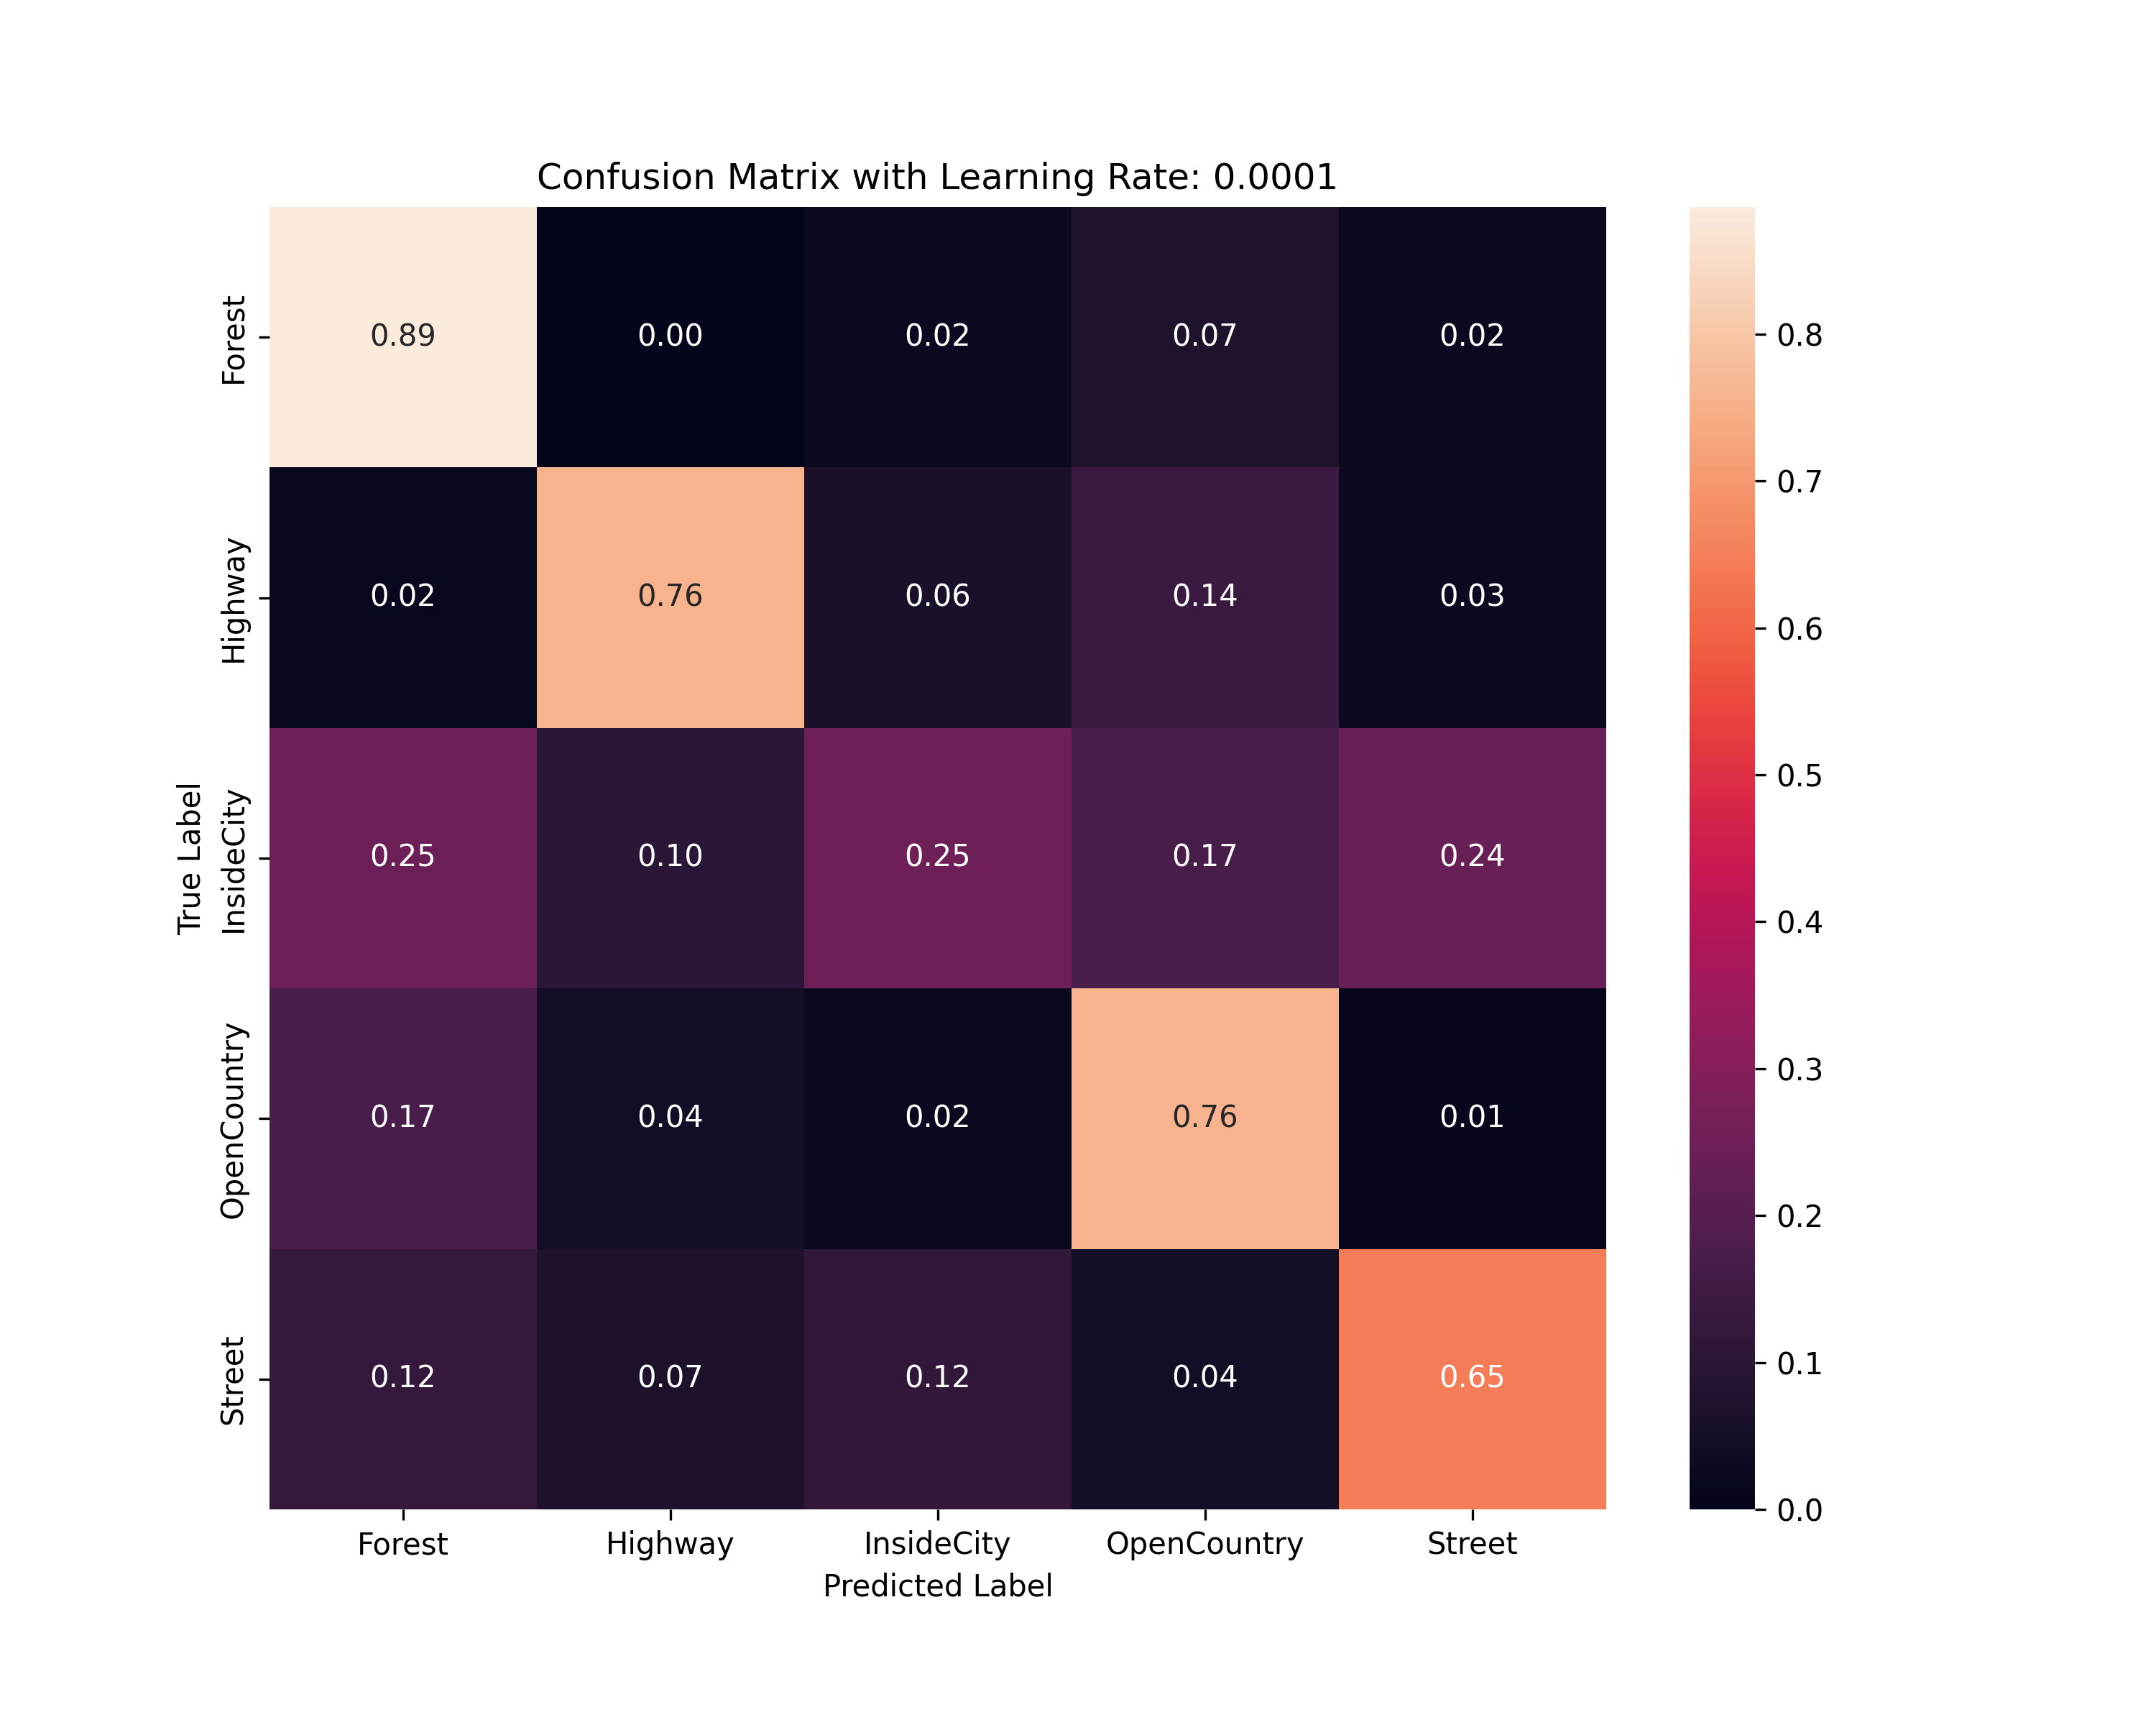 Confusion Matrix with Learning Rate: 0.0001
True Label
Forest 0.89 0.00 0.02 0.07 0.02
Highway 0.02 0.76 0.06 0.14 0.03
InsideCity 0.25 0.10 0.25 0.17 0.24
OpenCountry 0.17 0.04 0.02 0.76 0.01
Street 0.12 0.07 0.12 0.04 0.65
Forest Highway InsideCity OpenCountry Street
Predicted Label
0.8
0.7
0.6
0.5
0.4
0.3
0.2
0.1
0.0